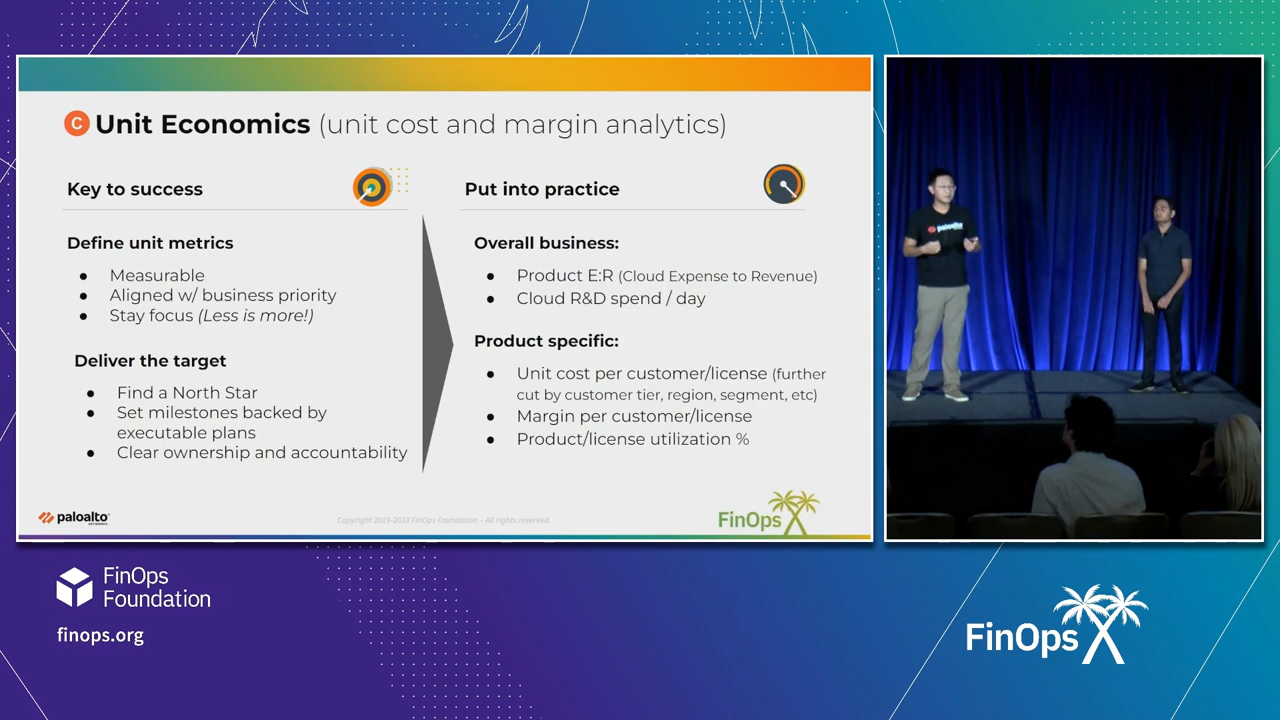 C Unit Economics (unit cost and margin analytics)
Key to success
Define unit metrics
● Measurable
● Aligned w/ business priority
● Stay focus (Less is more!)
Deliver the target
● Find a North Star
● Set milestones backed by
executable plans
● Clear ownership and accountability
Put into practice
Overall business:
● Product E:R (Cloud Expense to Revenue)
● Cloud R&D spend / day
Product specific:
● Unit cost per customer/license (further
cut by customer tier, region, segment, etc)
● Margin per customer/license
● Product/license utilization %
paloalto
NETWORKS
Copyright 2019-2023 FinOps Foundation – All rights reserved.
FinOps X
paloalto
FinOps
Foundation
finops.org
FinOps X